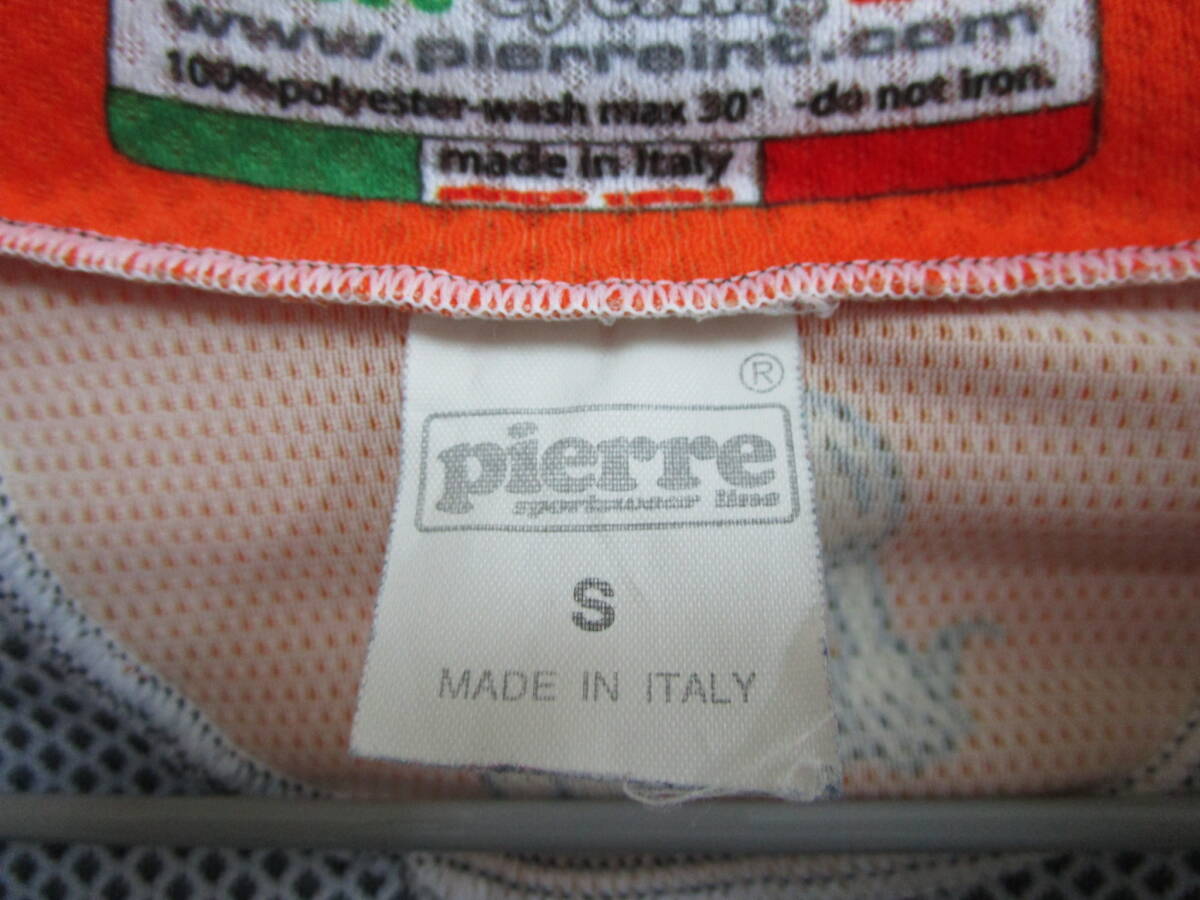 cycling
www.pierreint.com
100%polyester-wash max 30° -do not iron.
made in Italy
®
pierre
sportswear line
S
MADE IN ITALY